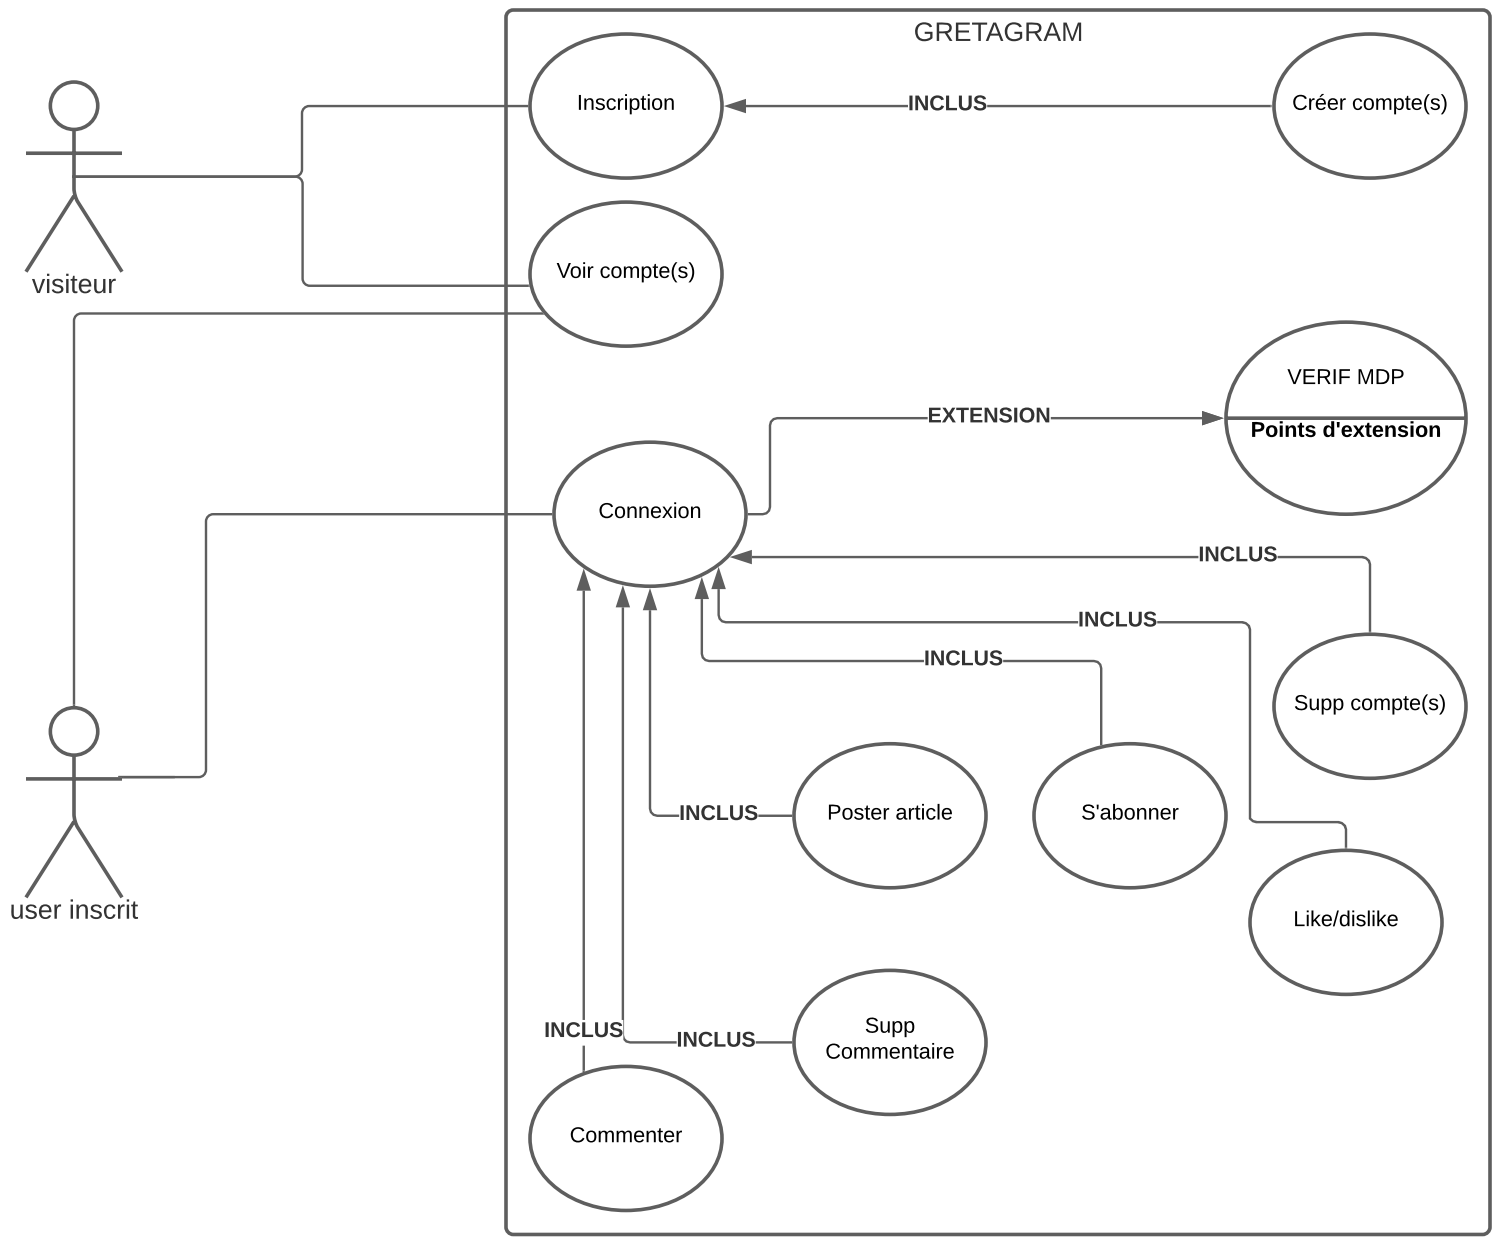 GRETAGRAM
Inscription
INCLUS
Créer compte(s)
visiteur
Voir compte(s)
VERIF MDP
EXTENSION
Points d'extension
Connexion
INCLUS
INCLUS
INCLUS
Supp compte(s)
INCLUS
Poster article
S'abonner
user inscrit
Like/dislike
INCLUS
INCLUS
Supp
Commentaire
Commenter